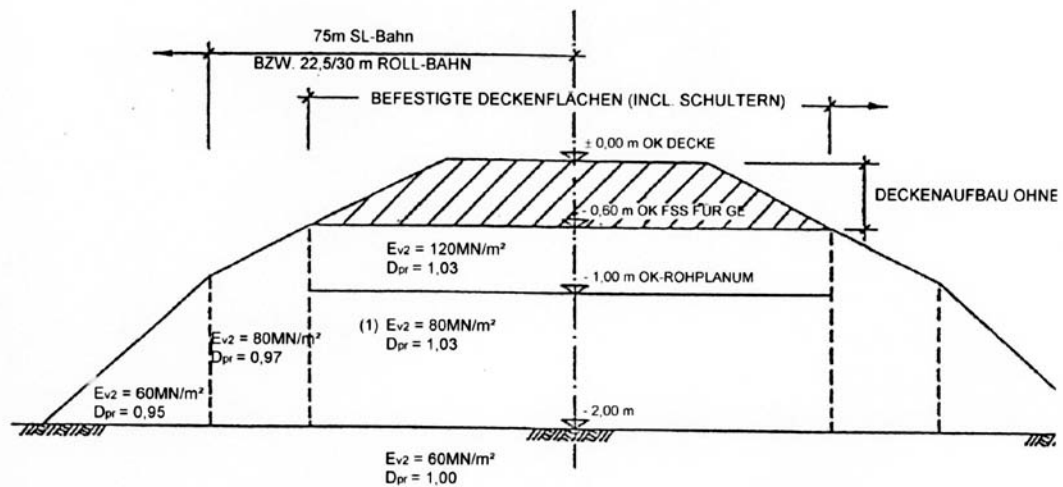 75m SL-Bahn
BZW. 22,5/30 m ROLL-BAHN
BEFESTIGTE DECKENFLÄCHEN (INCL. SCHULTERN)
± 0,00 m OK DECKE
DECKENAUFBAU OHNE
- 0,60 m OK FSS FÜR GE
Ev2 = 120MN/m²
Dpr = 1,03
- 1,00 m OK-ROHPLANUM
(1) Ev2 = 80MN/m²
Dpr = 1,03
Ev2 = 80MN/m²
Dpr = 0,97
Ev2 = 60MN/m²
Dpr = 0,95
- 2,00 m
Ev2 = 60MN/m²
Dpr = 1,00